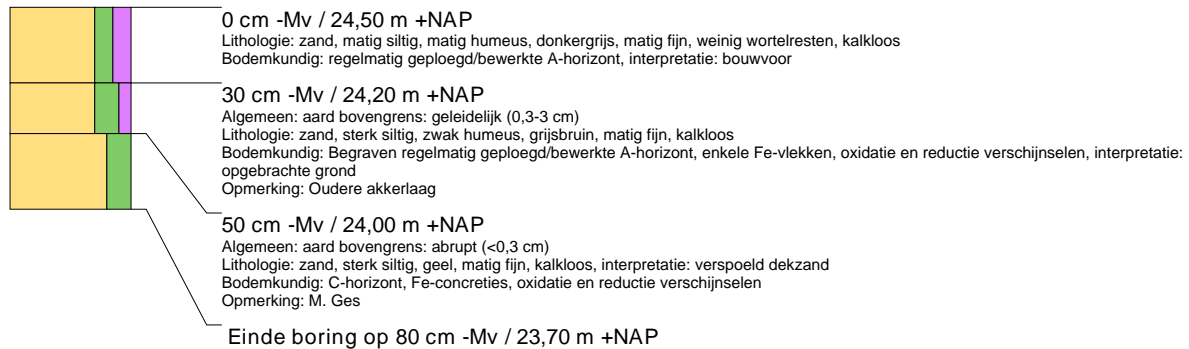 0 cm -Mv / 24,50 m +NAP
Lithologie: zand, matig siltig, matig humeus, donkergrijs, matig fijn, weinig wortelresten, kalkloos
Bodemkundig: regelmatig geploegd/bewerkte A-horizont, interpretatie: bouwvoor
30 cm -Mv / 24,20 m +NAP
Algemeen: aard bovengrens: geleidelijk (0,3-3 cm)
Lithologie: zand, sterk siltig, zwak humeus, grijsbruin, matig fijn, kalkloos
Bodemkundig: Begraven regelmatig geploegd/bewerkte A-horizont, enkele Fe-vlekken, oxidatie en reductie verschijnselen, interpretatie:
opgebrachte grond
Opmerking: Oudere akkerlaag
50 cm -Mv / 24,00 m +NAP
Algemeen: aard bovengrens: abrupt (<0,3 cm)
Lithologie: zand, sterk siltig, geel, matig fijn, kalkloos, interpretatie: verspoeld dekzand
Bodemkundig: C-horizont, Fe-concreties, oxidatie en reductie verschijnselen
Opmerking: M. Ges
Einde boring op 80 cm -Mv / 23,70 m +NAP